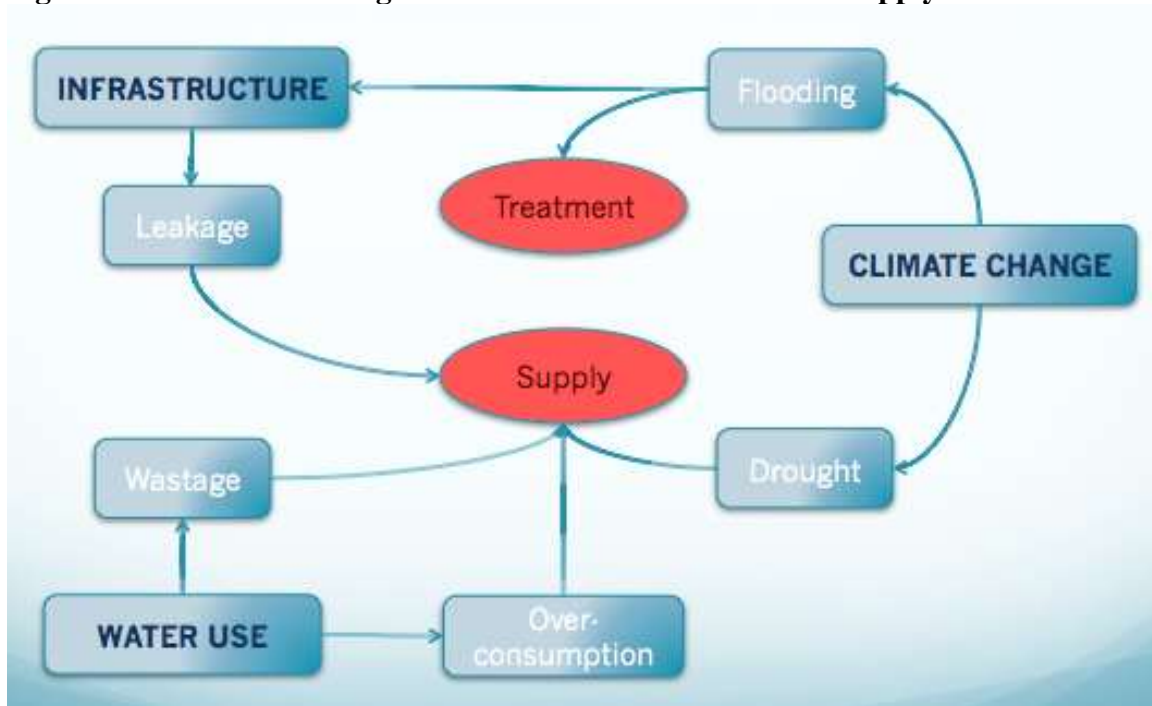 INFRASTRUCTURE
Flooding
Treatment
Leakage
CLIMATE CHANGE
Supply
Wastage
Drought
WATER USE
Over-
consumption